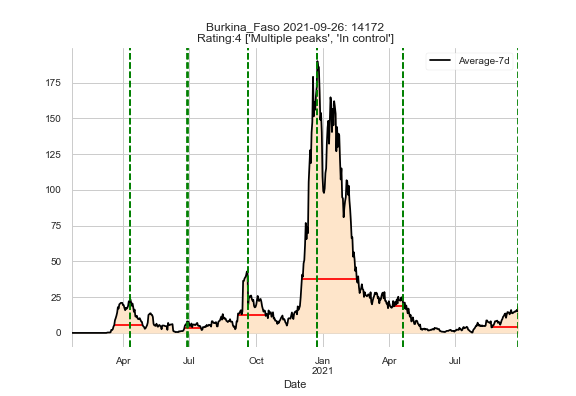 Burkina_Faso 2021-09-26: 14172
Rating:4 ['Multiple peaks', 'In control']
Average-7d
175
150
125
100
75
50
25
0
Apr Jul Oct Jan Apr Jul
2021
Date